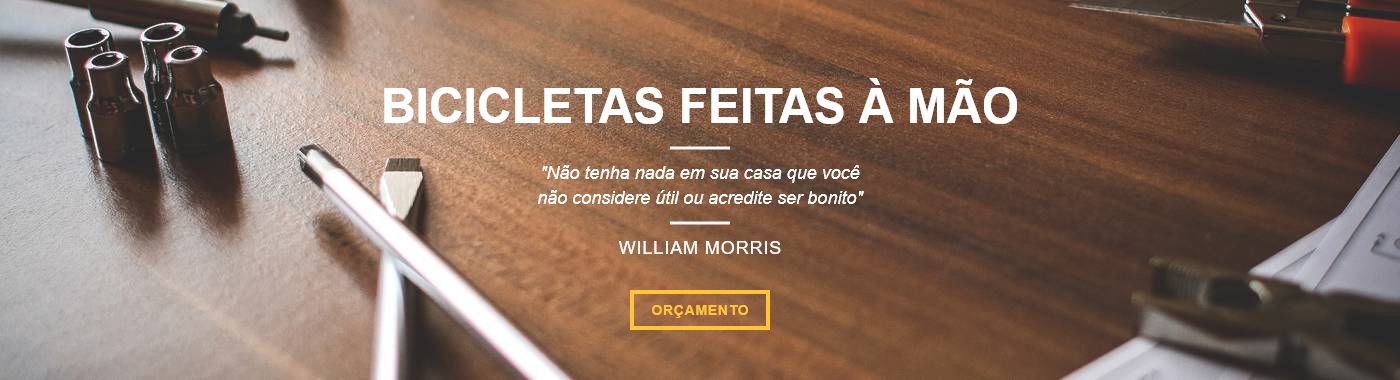 BICICLETAS FEITAS À MÃO
"Não tenha nada em sua casa que você
não considere útil ou acredite ser bonito"
WILLIAM MORRIS
ORÇAMENTO